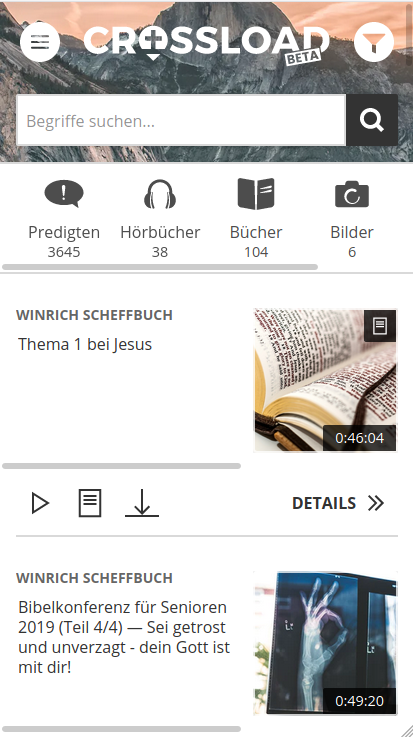 CROSSLOAD
BETA
Begriffe suchen...
Predigten
3645
Hörbücher
38
Bücher
104
Bilder
6
WINRICH SCHEFFBUCH
Thema 1 bei Jesus
0:46:04
DETAILS
WINRICH SCHEFFBUCH
Bibelkonferenz für Senioren
2019 (Teil 4/4) — Sei getrost
und unverzagt - dein Gott ist
mit dir!
0:49:20